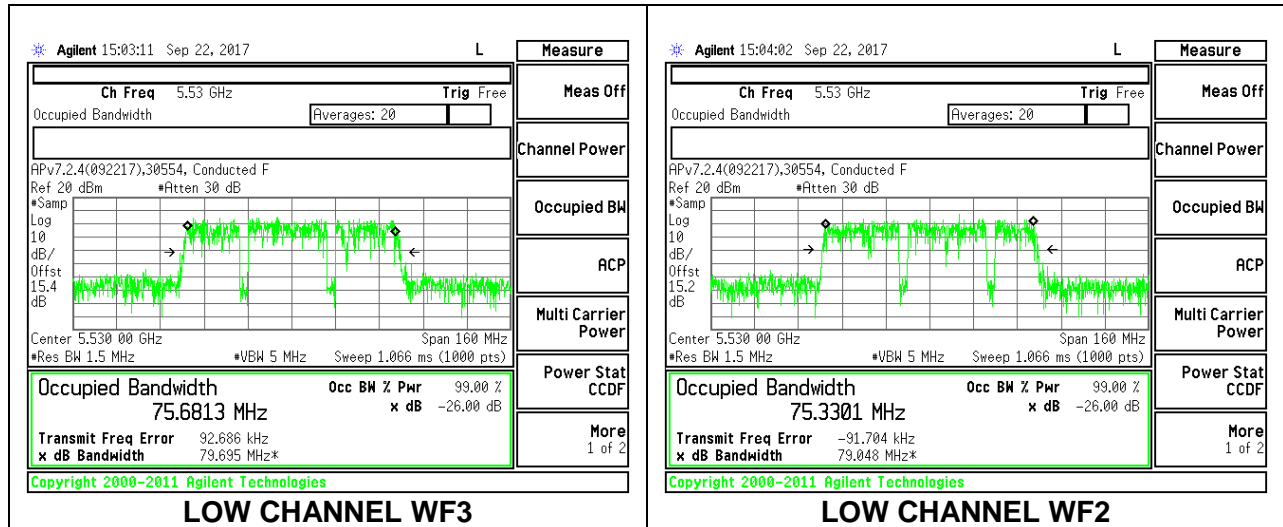 Agilent 15:03:11 Sep 22, 2017 L
Measure
Ch Freq 5.53 GHz Trig Free
Meas Off
Occupied Bandwidth Averages: 20
Channel Power
APv7.2.4(092217),30554, Conducted F
Ref 20 dBm #Atten 30 dB
#Samp
Log
10
dB/
Offst
15.4
dB
Occupied BW
ACP
Multi Carrier
Power
Center 5.530 00 GHz Span 160 MHz
#Res BW 1.5 MHz #VBW 5 MHz Sweep 1.066 ms (1000 pts)
Power Stat
CCDF
Occupied Bandwidth Occ BW % Pwr 99.00 %
75.6813 MHz x dB -26.00 dB
Transmit Freq Error 92.686 kHz
x dB Bandwidth 79.695 MHz*
More
1 of 2
Copyright 2000-2011 Agilent Technologies
LOW CHANNEL WF3
Agilent 15:04:02 Sep 22, 2017 L
Measure
Ch Freq 5.53 GHz Trig Free
Meas Off
Occupied Bandwidth Averages: 20
Channel Power
APv7.2.4(092217),30554, Conducted F
Ref 20 dBm #Atten 30 dB
#Samp
Log
10
dB/
Offst
15.2
dB
Occupied BW
ACP
Multi Carrier
Power
Center 5.530 00 GHz Span 160 MHz
#Res BW 1.5 MHz #VBW 5 MHz Sweep 1.066 ms (1000 pts)
Power Stat
CCDF
Occupied Bandwidth Occ BW % Pwr 99.00 %
75.3301 MHz x dB -26.00 dB
Transmit Freq Error -91.704 kHz
x dB Bandwidth 79.048 MHz*
More
1 of 2
Copyright 2000-2011 Agilent Technologies
LOW CHANNEL WF2